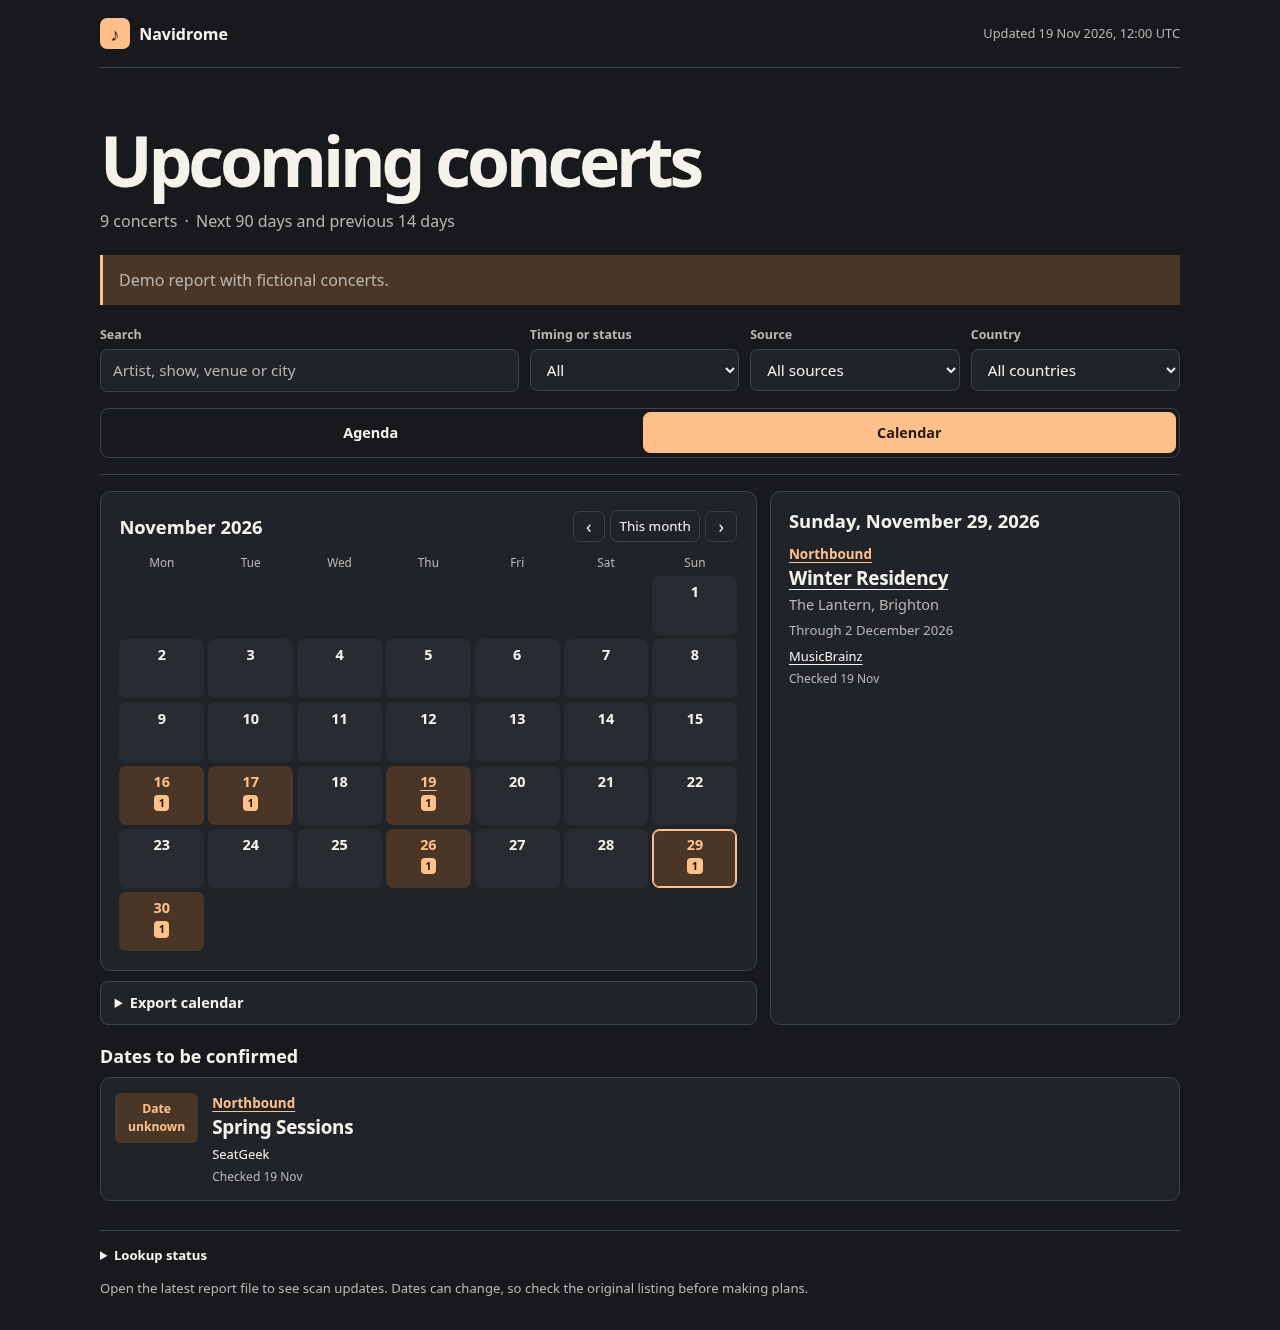 ♪ Navidrome
Updated 19 Nov 2026, 12:00 UTC
Upcoming concerts
9 concerts · Next 90 days and previous 14 days
Demo report with fictional concerts.
Search
Timing or status
Source
Country
Artist, show, venue or city
All
All sources
All countries
Agenda
Calendar
November 2026
‹ This month ›
Mon Tue Wed Thu Fri Sat Sun
1
2 3 4 5 6 7 8
9 10 11 12 13 14 15
16 17 18 19 20 21 22
1 1 1
23 24 25 26 27 28 29
1 1
30
1
Export calendar
Sunday, November 29, 2026
Northbound
Winter Residency
The Lantern, Brighton
Through 2 December 2026
MusicBrainz
Checked 19 Nov
Dates to be confirmed
Date
unknown
Northbound
Spring Sessions
SeatGeek
Checked 19 Nov
Lookup status
Open the latest report file to see scan updates. Dates can change, so check the original listing before making plans.